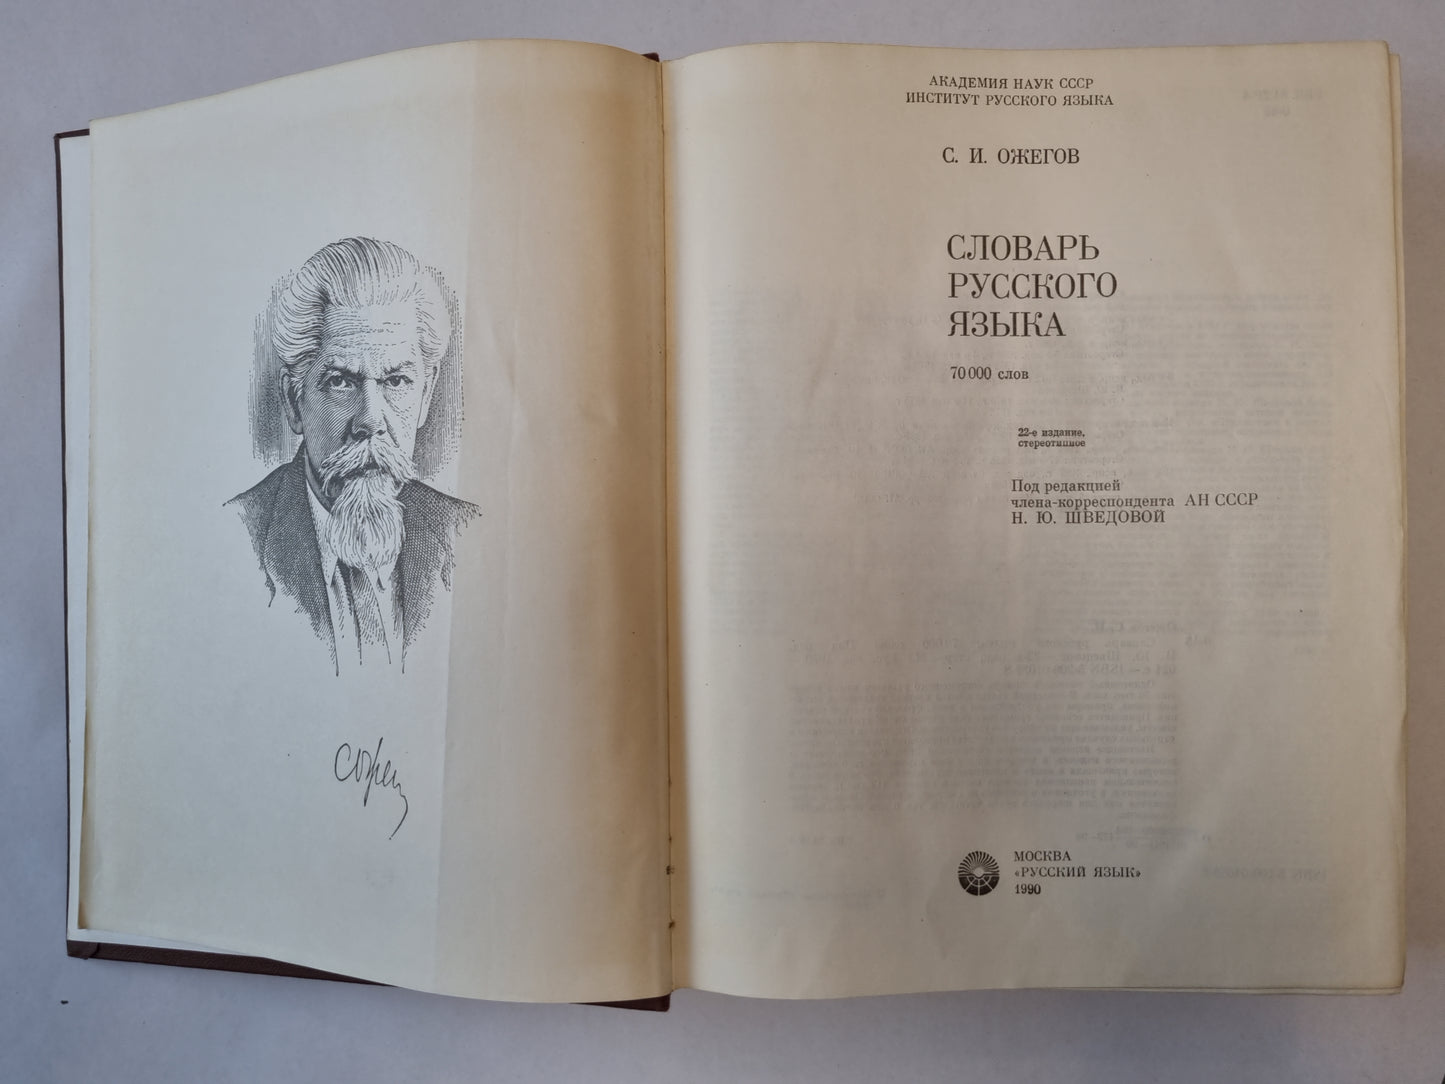 АКАДЕМИЯ НАУК СССР
ИНСТИТУТ РУССКОГО ЯЗЫКА
С. И. ОЖЕГОВ
СЛОВАРЬ
РУССКОГО
ЯЗЫКА
70 000 слов
22-е издание,
стереотипное
Под редакцией
члена-корреспондента АН СССР
Н. Ю. ШВЕДОВОЙ
МОСКВА
«РУССКИЙ ЯЗЫК»
1990